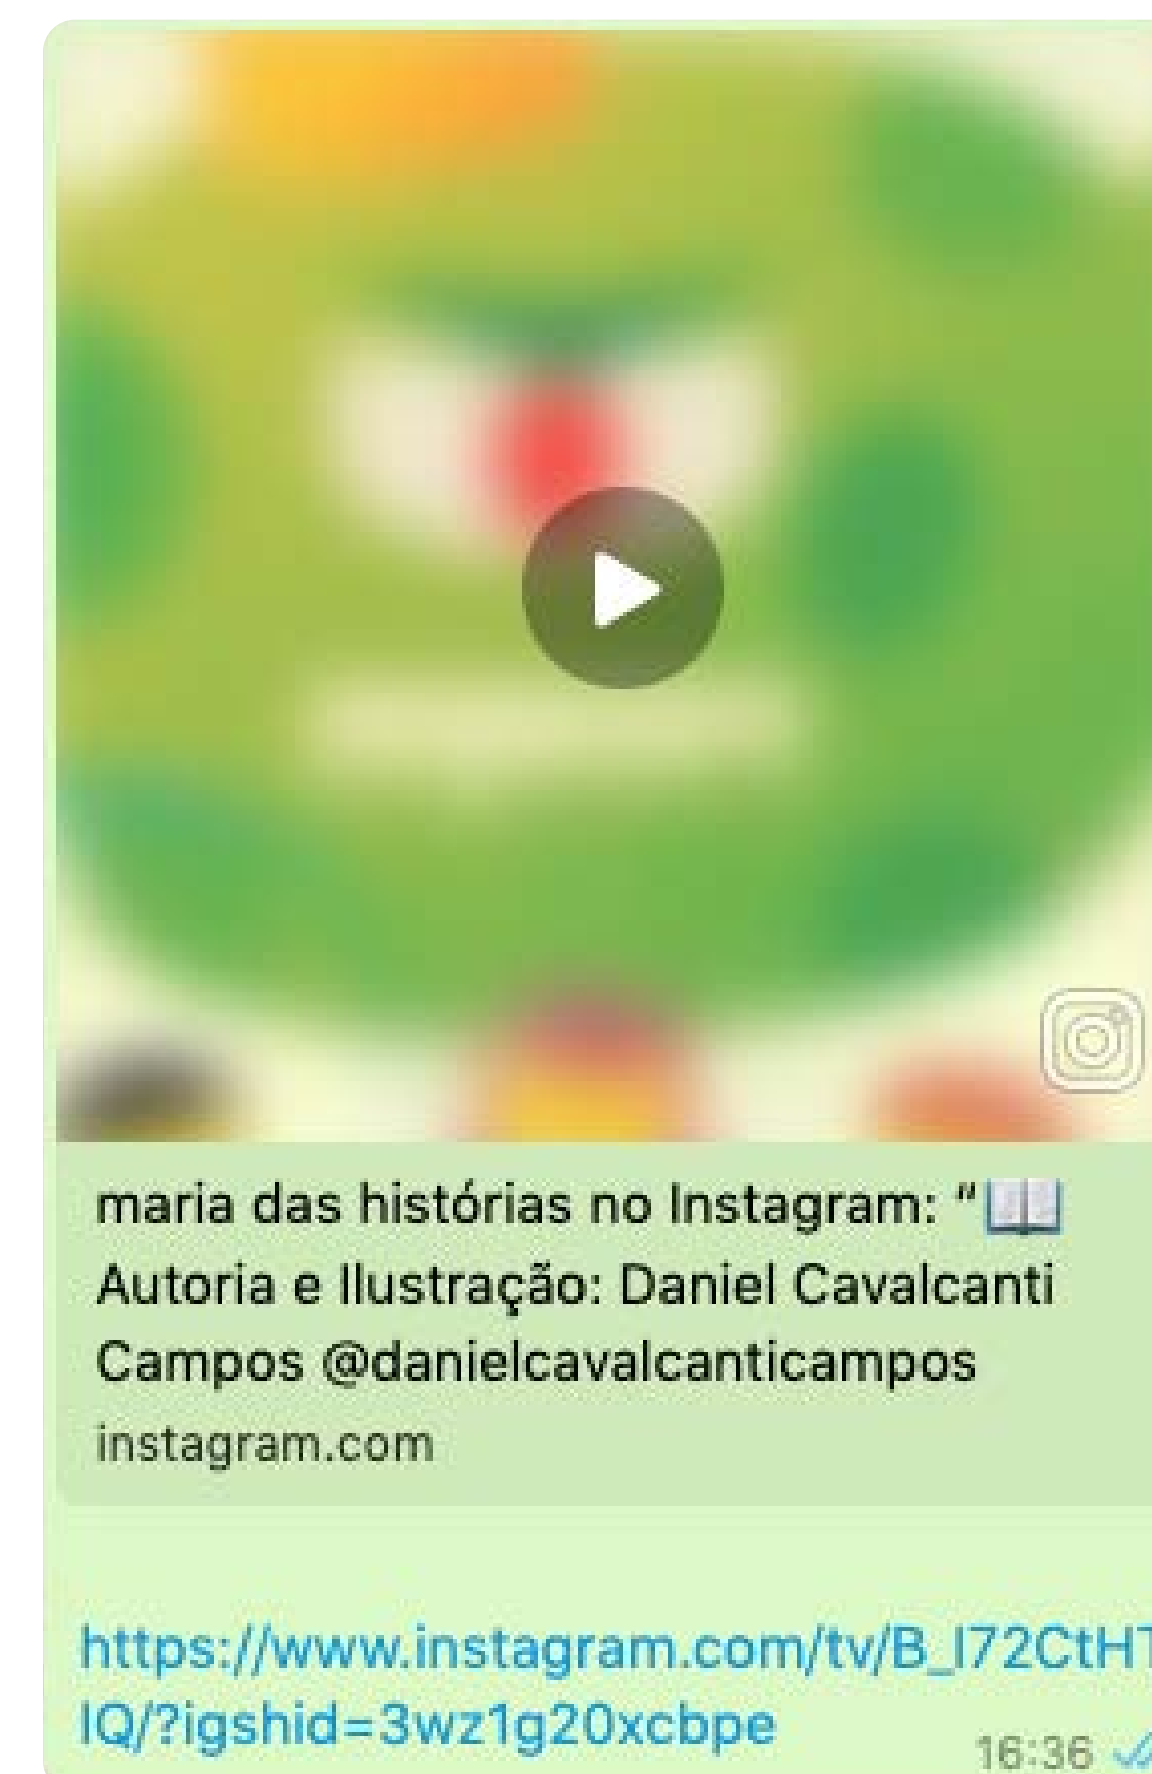 maria das histórias no Instagram: “📖
Autoria e Ilustração: Daniel Cavalcanti
Campos @danielcavalcanticampos
instagram.com
https://www.instagram.com/tv/B_l72CtHT
IQ/?igshid=3wz1g20xcbpe
16:36